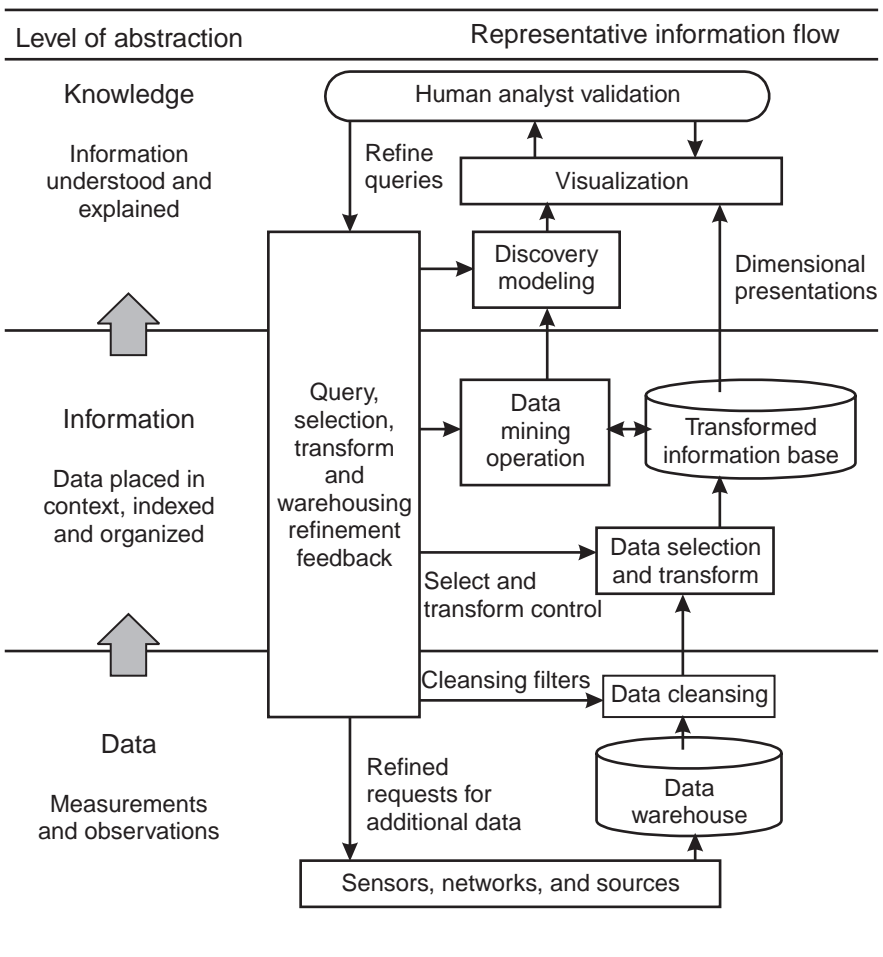 Level of abstraction
Representative information flow
Knowledge
Information
understood and
explained
Human analyst validation
Refine
queries
Visualization
Discovery
modeling
Dimensional
presentations
Information
Data placed in
context, indexed
and organized
Query,
selection,
transform
and
warehousing
refinement
feedback
Data
mining
operation
Transformed
information base
Data selection
and transform
Select and
transform control
Cleansing filters
Data cleansing
Data
Measurements
and observations
Refined
requests for
additional data
Data
warehouse
Sensors, networks, and sources